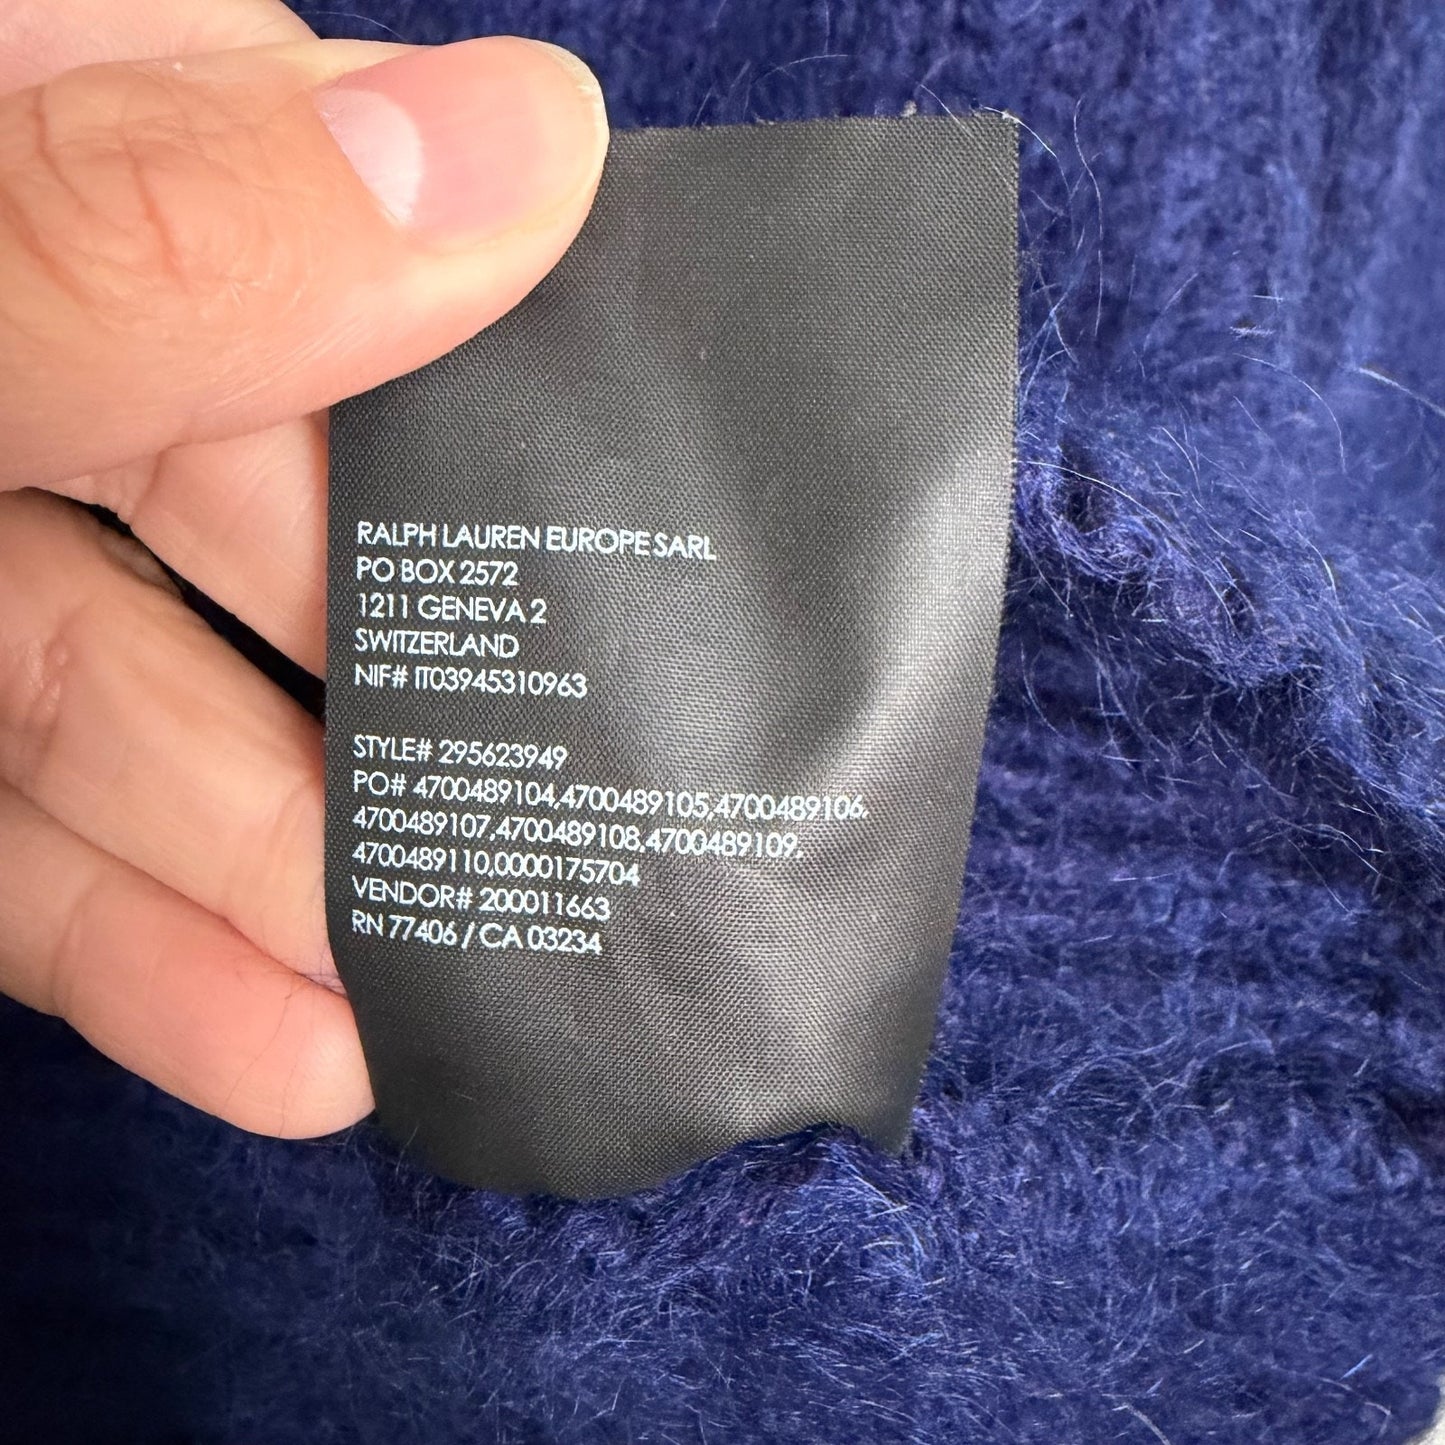 RALPH LAUREN EUROPE SARL
PO BOX 2572
1211 GENEVA 2
SWITZERLAND
NIF# IT03945310963
STYLE# 295623949
PO# 4700489104,4700489105,4700489106,
4700489107,4700489108,4700489109,
4700489110,0000175704
VENDOR# 200011663
RN 77406 / CA 03234